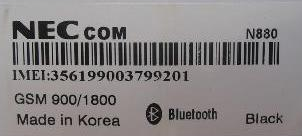 NEC COM N880
IMEI:356199003799201
GSM 900/1800
Made in Korea Bluetooth Black